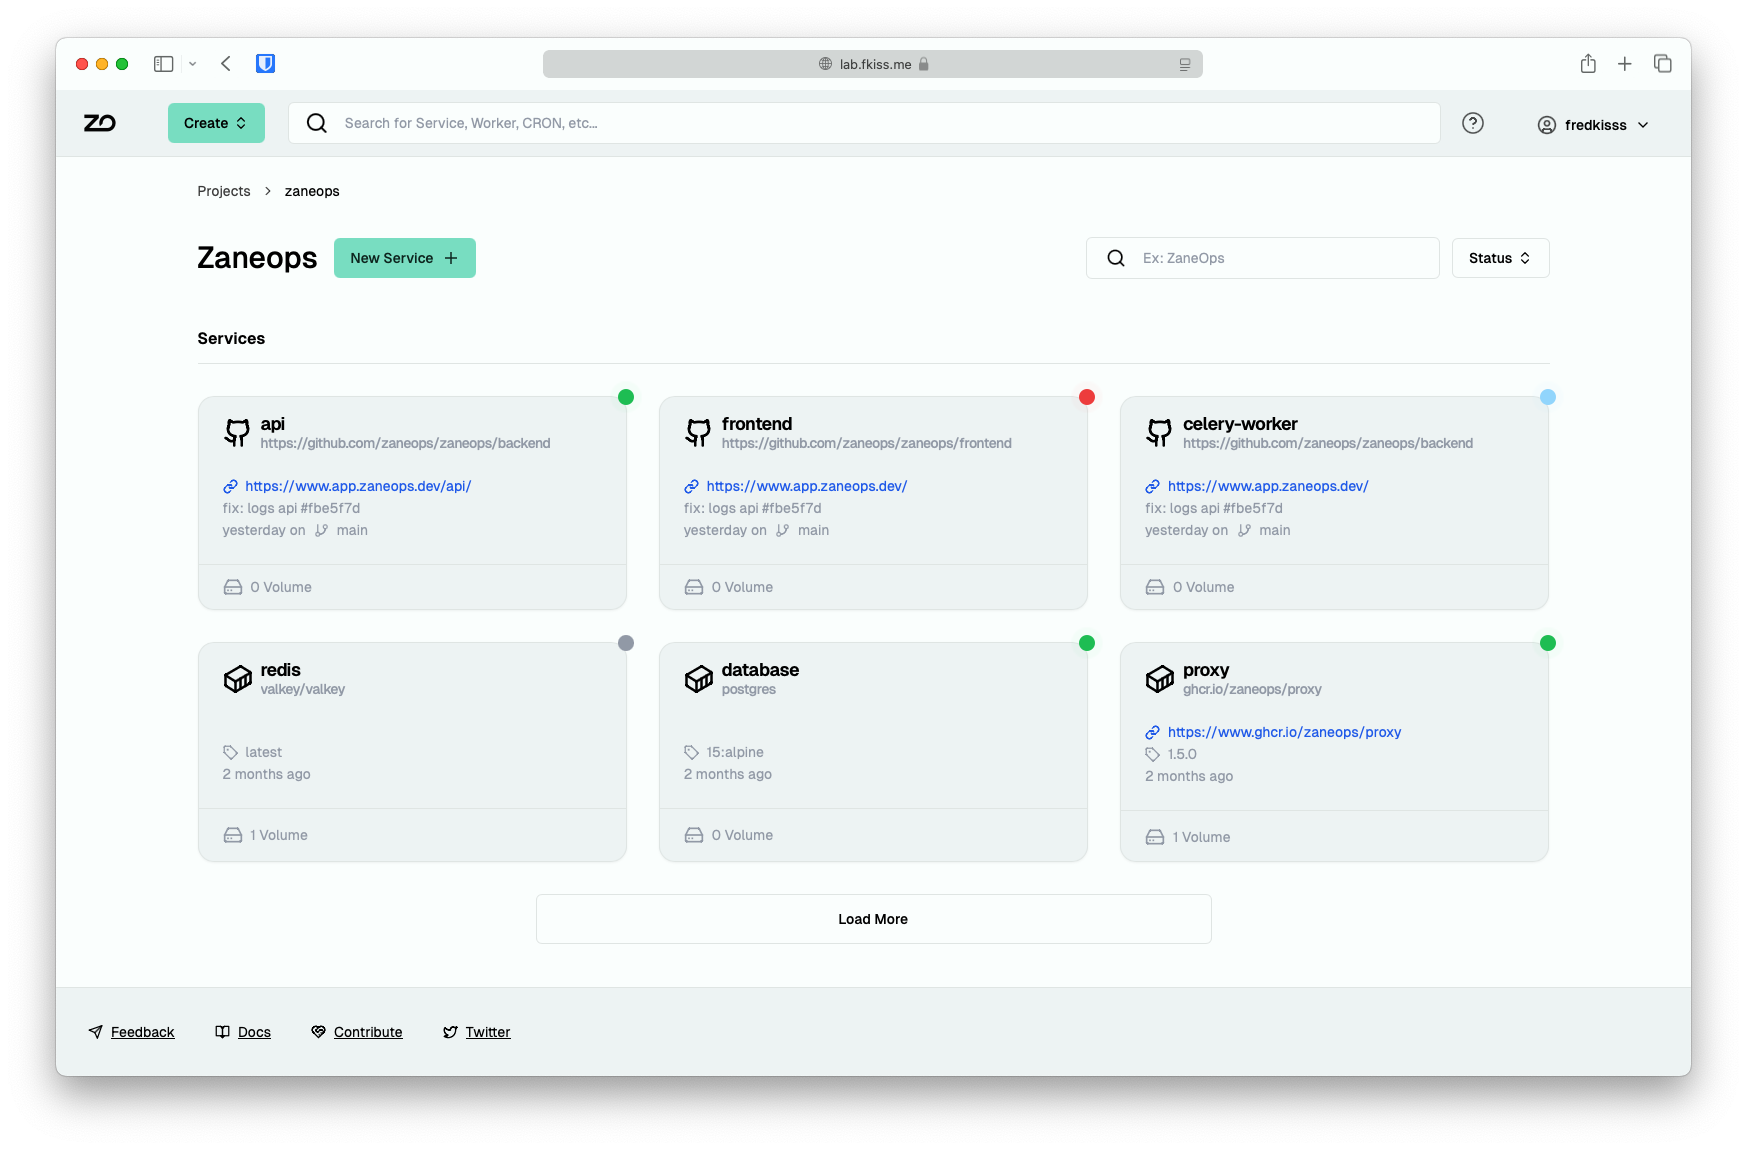 lab.fkiss.me
ZO
Create
Search for Service, Worker, CRON, etc...
fredkisss
Projects > zaneops
Zaneops
New Service +
Ex: ZaneOps
Status
Services
api
https://github.com/zaneops/zaneops/backend
https://www.app.zaneops.dev/api/
fix: logs api #fbe5f7d
yesterday on main
0 Volume
frontend
https://github.com/zaneops/zaneops/frontend
https://www.app.zaneops.dev/
fix: logs api #fbe5f7d
yesterday on main
0 Volume
celery-worker
https://github.com/zaneops/zaneops/backend
https://www.app.zaneops.dev/
fix: logs api #fbe5f7d
yesterday on main
0 Volume
redis
valkey/valkey
latest
2 months ago
1 Volume
database
postgres
15:alpine
2 months ago
0 Volume
proxy
ghcr.io/zaneops/proxy
https://www.ghcr.io/zaneops/proxy
1.5.0
2 months ago
1 Volume
Load More
Feedback
Docs
Contribute
Twitter